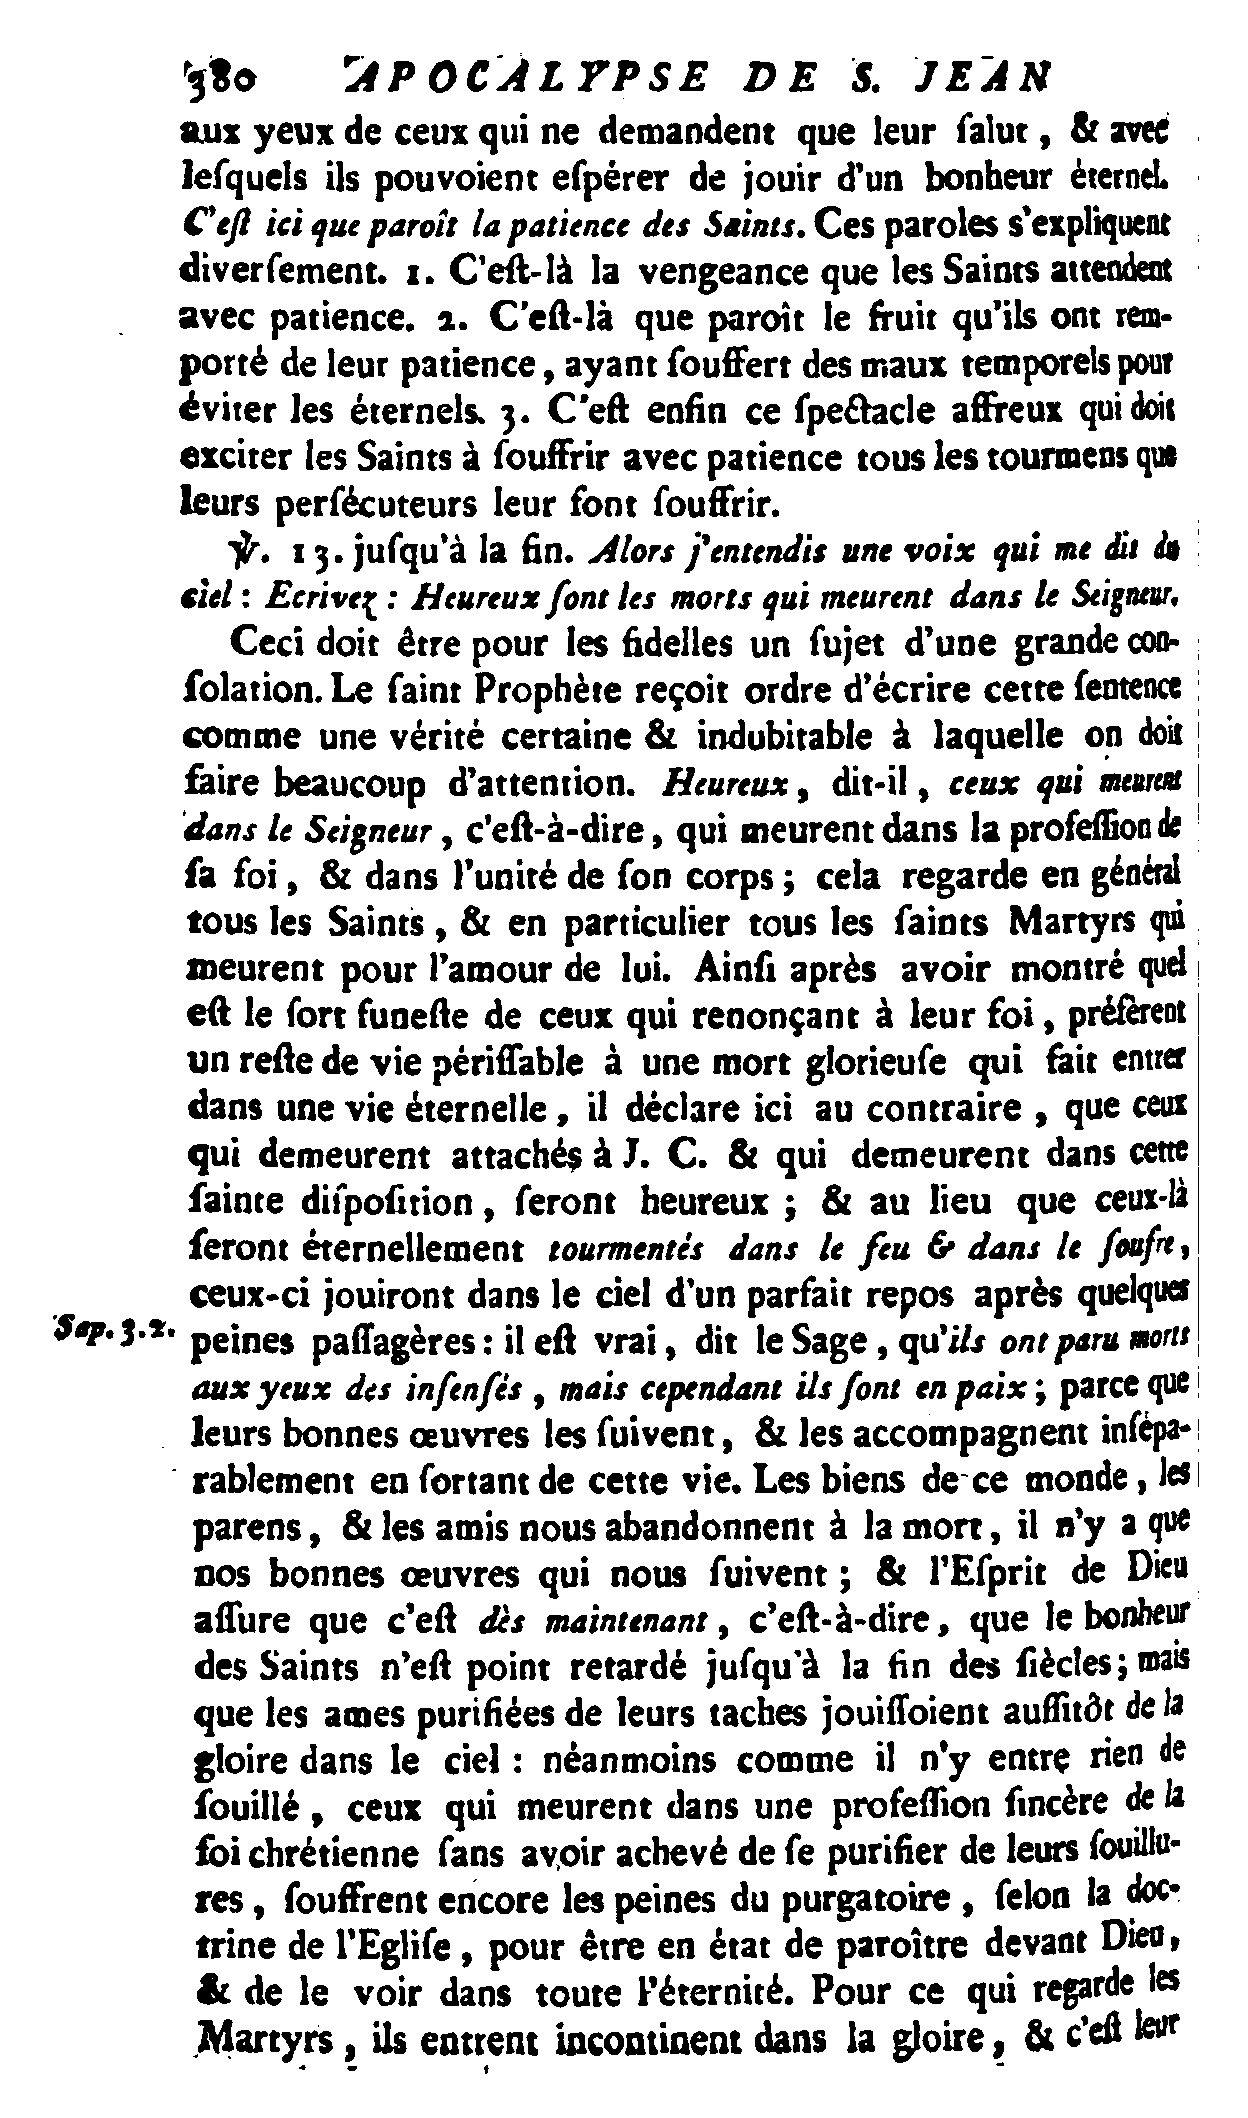 380 APOCALYPSE DE S. JEAN
aux yeux de ceux qui ne demandent que leur ſalut, & avec
leſquels ils pouvoient eſpérer de jouir d'un bonheur éternel.
C'eſt ici que paroît la patience des Saints. Ces paroles s'expliquent
diverſement. 1. C'eſt-là la vengeance que les Saints attendent
avec patience. 2. C'eſt-là que paroît le fruit qu'ils ont rem-
porté de leur patience, ayant ſouffert des maux temporels pour
éviter les éternels. 3. C'eſt enfin ce ſpectacle affreux qui doit
exciter les Saints à ſouffrir avec patience tous les tourmens que
leurs perſécuteurs leur font ſouffrir.
℣. 13. juſqu'à la fin. Alors j'entendis une voix qui me dit du
ciel : Ecrivez : Heureux ſont les morts qui meurent dans le Seigneur.
Ceci doit être pour les fidelles un ſujet d'une grande con-
ſolation. Le ſaint Prophète reçoit ordre d'écrire cette ſentence
comme une vérité certaine & indubitable à laquelle on doit
faire beaucoup d'attention. Heureux, dit-il, ceux qui meurent
dans le Seigneur, c'eſt-à-dire, qui meurent dans la profeſſion de
ſa foi, & dans l'unité de ſon corps; cela regarde en général
tous les Saints, & en particulier tous les ſaints Martyrs qui
meurent pour l'amour de lui. Ainſi après avoir montré quel
eſt le ſort funeſte de ceux qui renonçant à leur foi, préfèrent
un reſte de vie périſſable à une mort glorieuſe qui fait entrer
dans une vie éternelle, il déclare ici au contraire, que ceux
qui demeurent attachés à J. C. & qui demeurent dans cette
ſainte diſpoſition, ſeront heureux; & au lieu que ceux-là
ſeront éternellement tourmentés dans le feu & dans le ſoufre,
ceux-ci jouiront dans le ciel d'un parfait repos après quelques
Sap. 3. 2. peines paſſagères: il eſt vrai, dit le Sage, qu'ils ont paru morts
aux yeux des inſenſés, mais cependant ils ſont en paix; parce que
leurs bonnes œuvres les ſuivent, & les accompagnent inſépa-
rablement en ſortant de cette vie. Les biens de ce monde, les
parens, & les amis nous abandonnent à la mort, il n'y a que
nos bonnes œuvres qui nous ſuivent; & l'Eſprit de Dieu
aſſure que c'eſt dès maintenant, c'eſt-à-dire, que le bonheur
des Saints n'eſt point retardé juſqu'à la fin des ſiècles; mais
que les ames purifiées de leurs taches jouiſſoient auſſitôt de la
gloire dans le ciel : néanmoins comme il n'y entre rien de
ſouillé, ceux qui meurent dans une profeſſion ſincère de la
foi chrétienne ſans avoir achevé de ſe purifier de leurs ſouillu-
res, ſouffrent encore les peines du purgatoire, ſelon la doc-
trine de l'Egliſe, pour être en état de paroître devant Dieu,
& de le voir dans toute l'éternité. Pour ce qui regarde les
Martyrs, ils entrent incontinent dans la gloire, & c'eſt leur